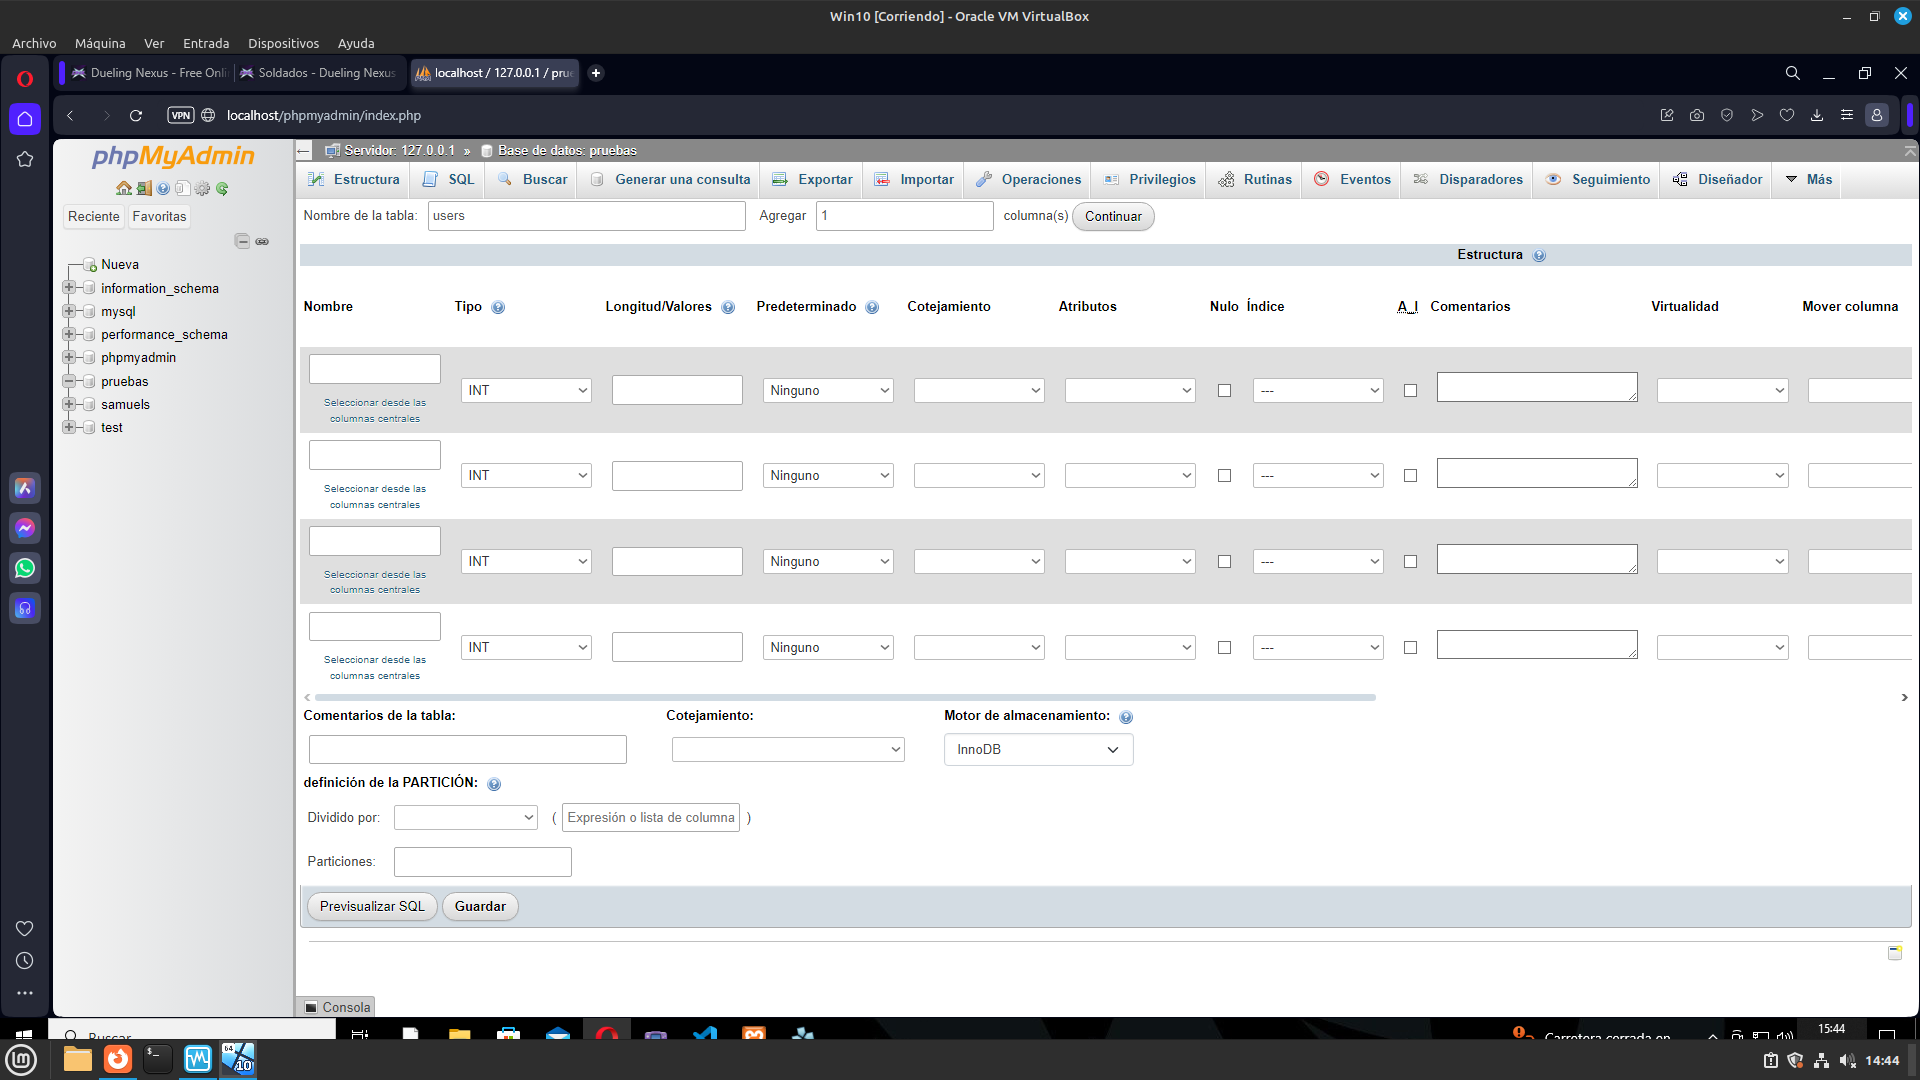 Win10 [Corriendo] - Oracle VM VirtualBox
Archivo Máquina Ver Entrada Dispositivos Ayuda
Dueling Nexus - Free Onli Soldados - Dueling Nexus localhost / 127.0.0.1 / prue
VPN localhost/phpmyadmin/index.php
phpMyAdmin
Reciente Favoritas
Nueva
information_schema
mysql
performance_schema
phpmyadmin
pruebas
samuels
test
Servidor: 127.0.0.1 » Base de datos: pruebas
Estructura SQL Buscar Generar una consulta Exportar Importar Operaciones Privilegios Rutinas Eventos Disparadores Seguimiento Diseñador Más
Nombre de la tabla: users Agregar 1 columna(s) Continuar
Estructura
Nombre Tipo Longitud/Valores Predeterminado Cotejamiento Atributos Nulo Índice A_I Comentarios Virtualidad Mover columna
INT Ninguno ---
Seleccionar desde las
columnas centrales
INT Ninguno ---
Seleccionar desde las
columnas centrales
INT Ninguno ---
Seleccionar desde las
columnas centrales
INT Ninguno ---
Seleccionar desde las
columnas centrales
Comentarios de la tabla: Cotejamiento: Motor de almacenamiento:
InnoDB
definición de la PARTICIÓN:
Dividido por: ( Expresión o lista de columna )
Particiones:
Previsualizar SQL Guardar
Consola
Buscar
Carretera cerrada en
15:44
64
10
14:44